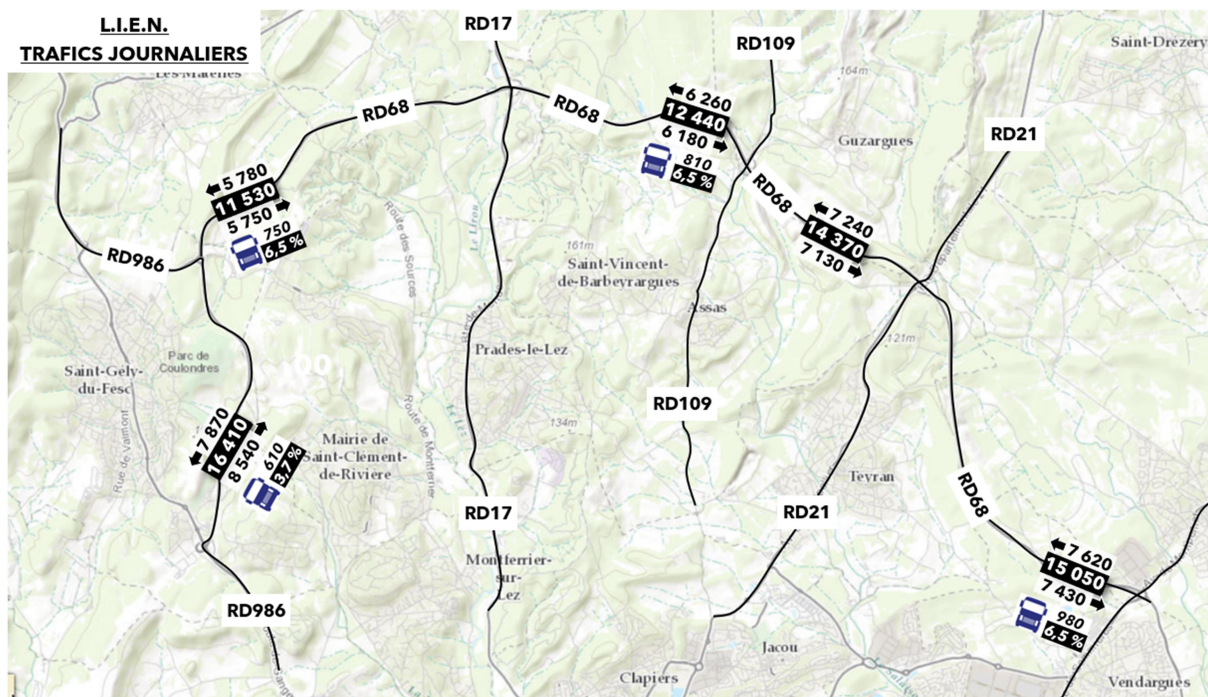 L.I.E.N.
TRAFICS JOURNALIERS
Les Matelles
RD17
RD109
164m
Saint-Drézéry
RD68
RD68
6 260
12 440
6 180
810
6,5 %
Guzargues
RD21
5 780
11 530
5 750
750
6,5 %
RD68
7 240
14 370
7 130
Route des Sources
Le Lirou
161m
Saint-Vincent-
de-Barbeyrargues
RD986
Assas
121m
Parc de
Coulondres
Saint-Gély-
du-Fesc
Prades-le-Lez
RD109
7 870
16 410
8 540
610
3,7 %
Rue de Valmont
Mairie de
Saint-Clément-
de-Rivière
Route de Montferrier
Le Lez
134m
Teyran
RD68
RD17
RD21
Montferrier-
sur-
Lez
7 620
15 050
7 430
980
6,5 %
RD986
Jacou
Clapiers
Vendargues